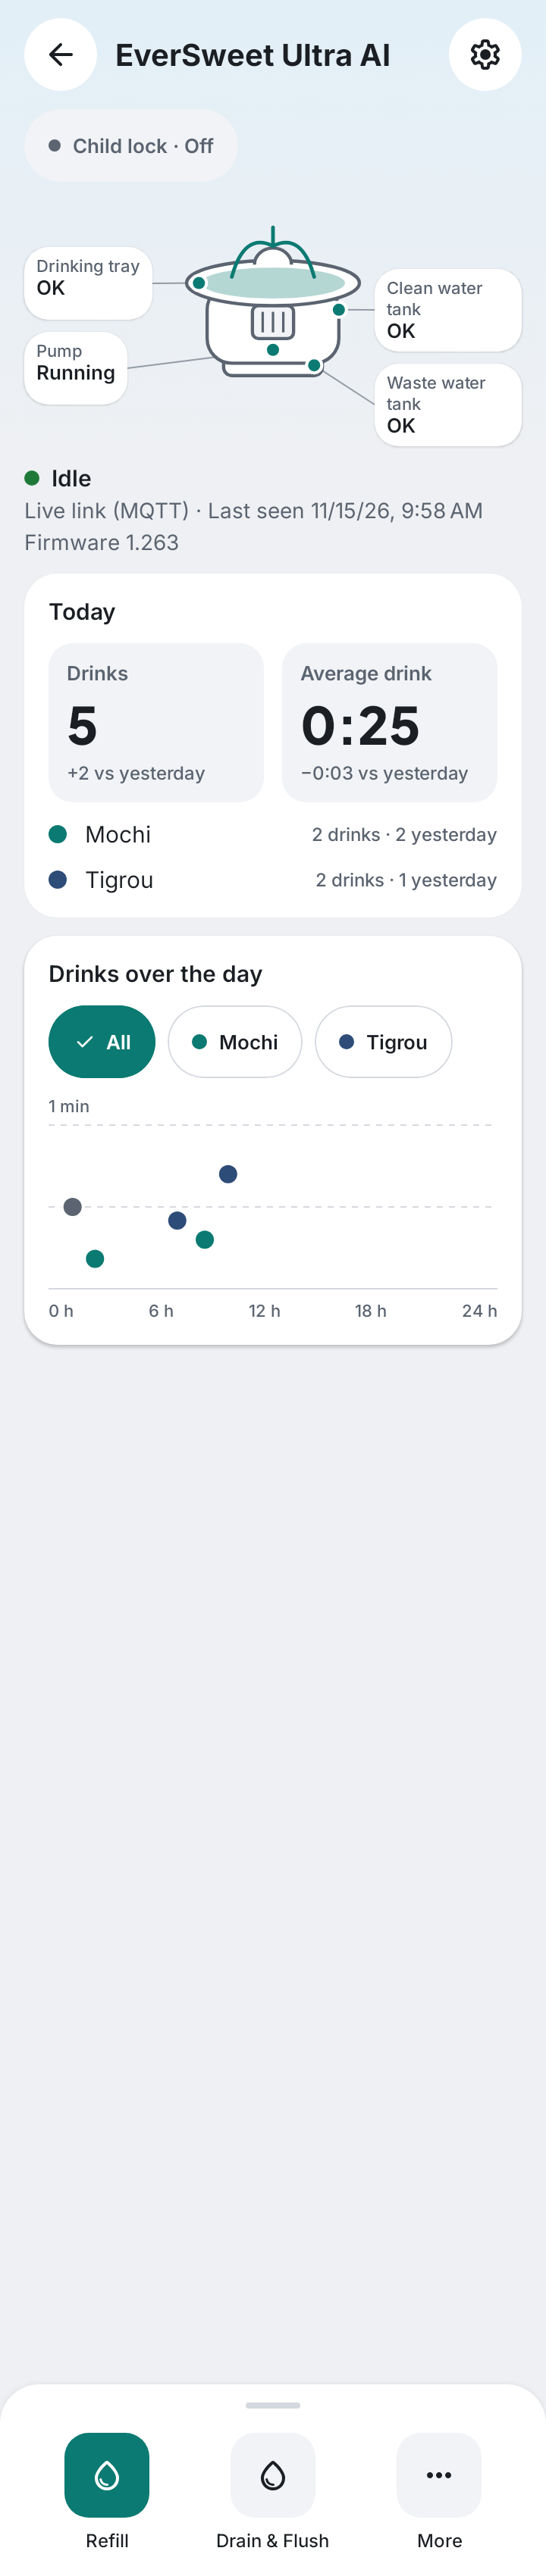 EverSweet Ultra AI
Child lock · Off
Drinking tray
OK
Clean water
tank
OK
Pump
Running
Waste water
tank
OK
Idle
Live link (MQTT) · Last seen 11/15/26, 9:58 AM
Firmware 1.263
Today
Drinks
5
+2 vs yesterday
Average drink
0:25
−0:03 vs yesterday
Mochi
2 drinks · 2 yesterday
Tigrou
2 drinks · 1 yesterday
Drinks over the day
All
Mochi
Tigrou
1 min
0 h
6 h
12 h
18 h
24 h
Refill
Drain & Flush
More